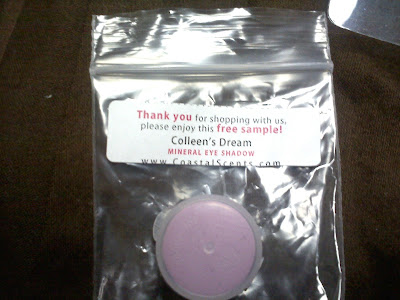 Thank you for shopping with us,
please enjoy this free sample!
Colleen's Dream
MINERAL EYE SHADOW
www.CoastalScents.com